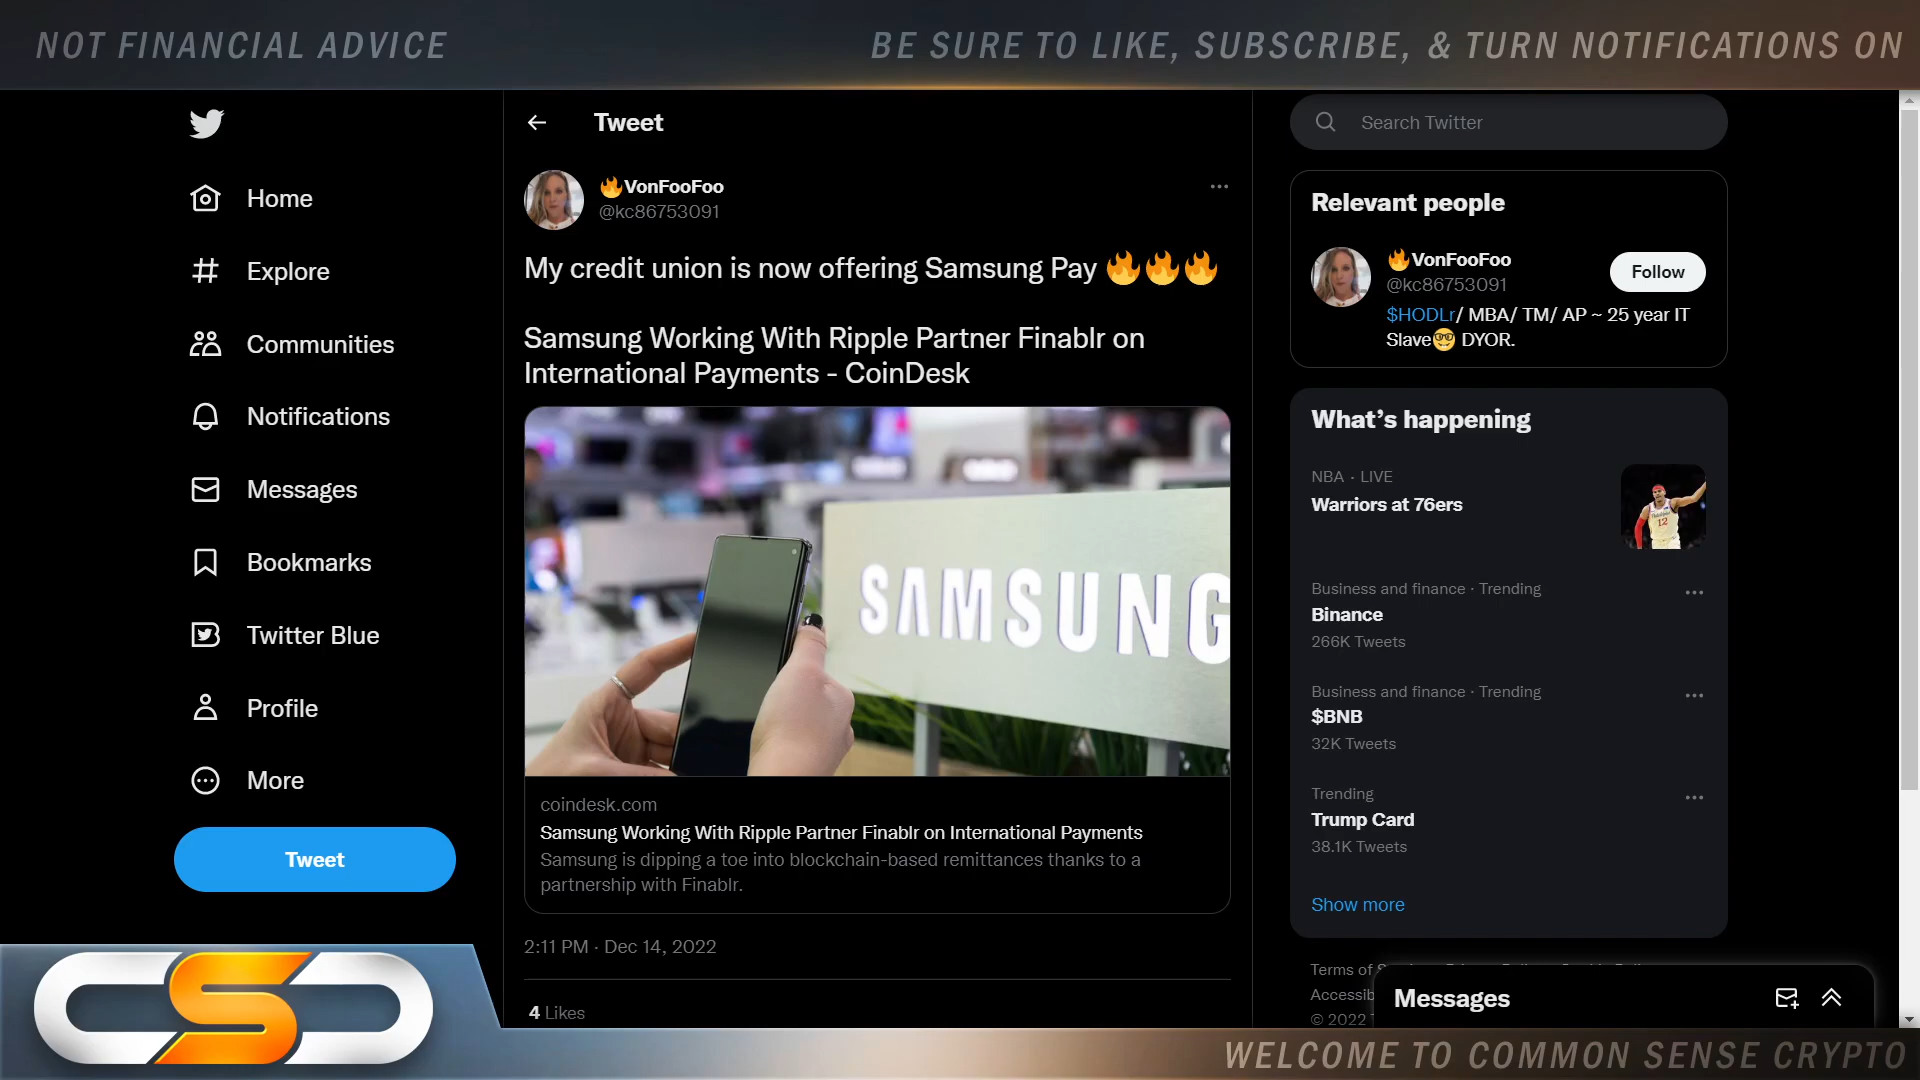 NOT FINANCIAL ADVICE
BE SURE TO LIKE, SUBSCRIBE, & TURN NOTIFICATIONS ON
Home
Explore
Communities
Notifications
Messages
Bookmarks
Twitter Blue
Profile
More
Tweet
Tweet
🔥VonFooFoo
@kc86753091
My credit union is now offering Samsung Pay 🔥🔥🔥
Samsung Working With Ripple Partner Finablr on
International Payments - CoinDesk
SAMSUNG
coindesk.com
Samsung Working With Ripple Partner Finablr on International Payments
Samsung is dipping a toe into blockchain-based remittances thanks to a
partnership with Finablr.
2:11 PM · Dec 14, 2022
4 Likes
Search Twitter
Relevant people
🔥VonFooFoo
@kc86753091
Follow
$HODLr/ MBA/ TM/ AP ~ 25 year IT
Slave🤓 DYOR.
What's happening
NBA · LIVE
Warriors at 76ers
12
Business and finance · Trending
Binance
266K Tweets
Business and finance · Trending
$BNB
32K Tweets
Trending
Trump Card
38.1K Tweets
Show more
Terms of
© 2022
Messages
CSC
WELCOME TO COMMON SENSE CRYPTO